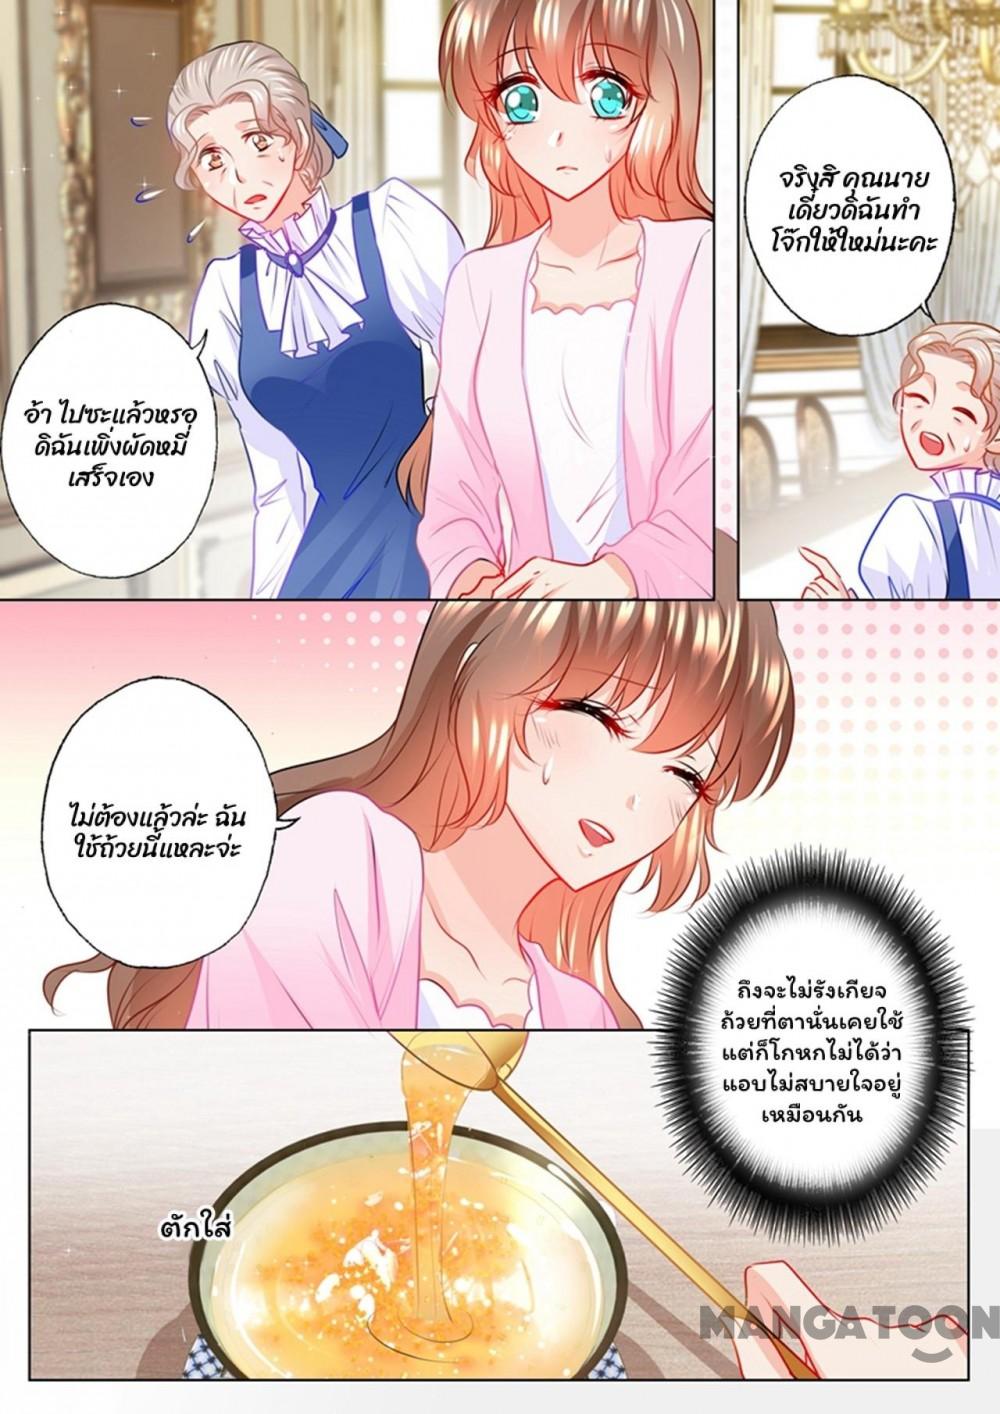 อ้า ไปซะแล้วหรอ
ดิฉันเพิ่งผัดหมี่
เสร็จเอง
จริงสิ คุณนาย
เดี๋ยวดิฉันทำ
โจ๊กให้ใหม่นะคะ
ไม่ต้องแล้วล่ะ ฉัน
ใช้ถ้วยนี้แหละจ่ะ
ถึงจะไม่รังเกียจ
ถ้วยที่ตานั่นเคยใช้
แต่ก็โกหกไม่ได้ว่า
แอบไม่สบายใจอยู่
เหมือนกัน
ตักใส่
MANGATOON